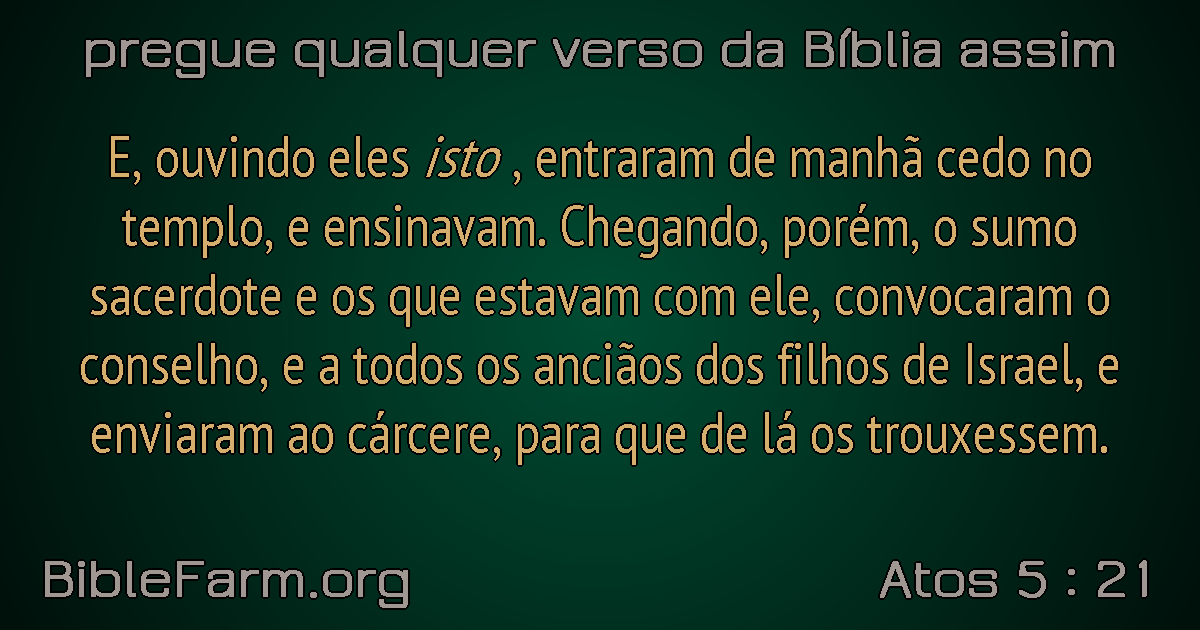 pregue qualquer verso da Bíblia assim
E, ouvindo eles isto , entraram de manhã cedo no
templo, e ensinavam. Chegando, porém, o sumo
sacerdote e os que estavam com ele, convocaram o
conselho, e a todos os anciãos dos filhos de Israel, e
enviaram ao cárcere, para que de lá os trouxessem.
BibleFarm.org
Atos 5 : 21